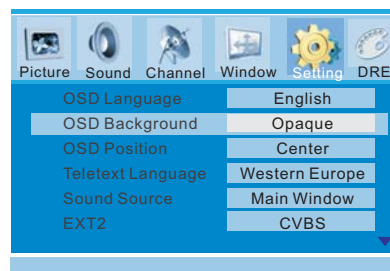 Picture Sound Channel Window Setting DRE
OSD Language English
OSD Background Opaque
OSD Position Center
Teletext Language Western Europe
Sound Source Main Window
EXT2 CVBS